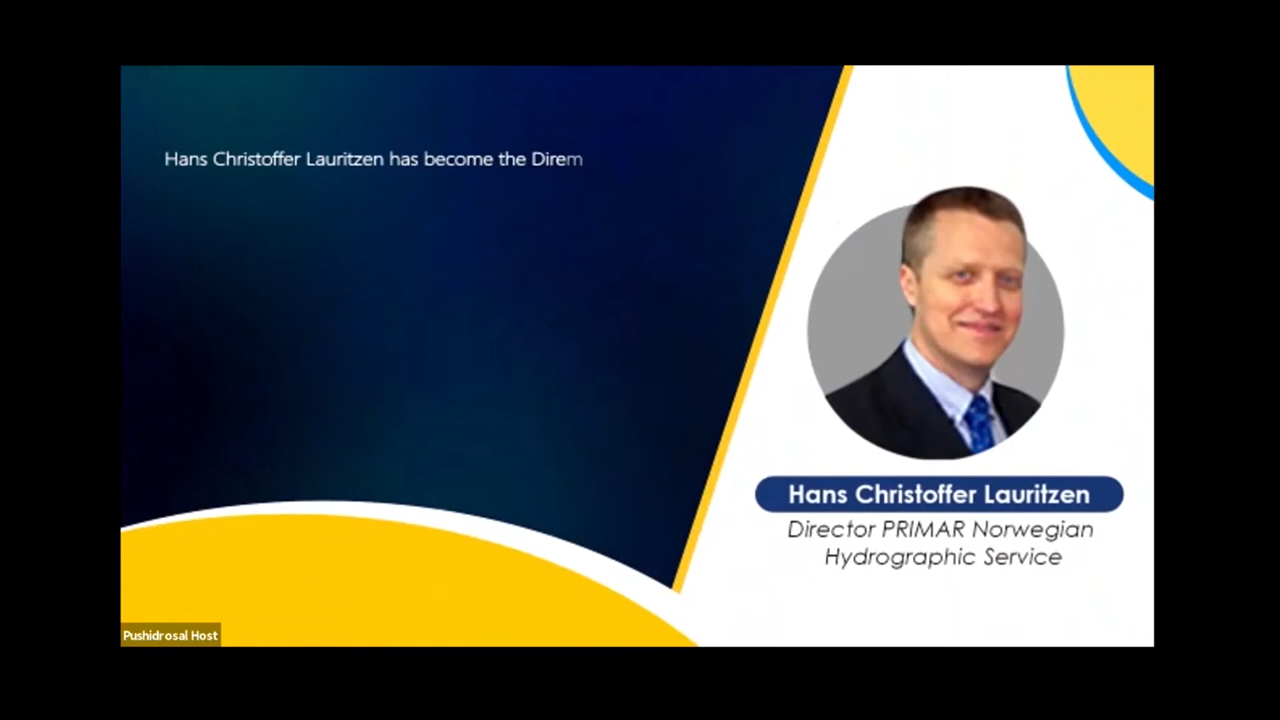 Hans Christoffer Lauritzen has become the Direm
Hans Christoffer Lauritzen
Director PRIMAR Norwegian
Hydrographic Service
Pushidrosal Host